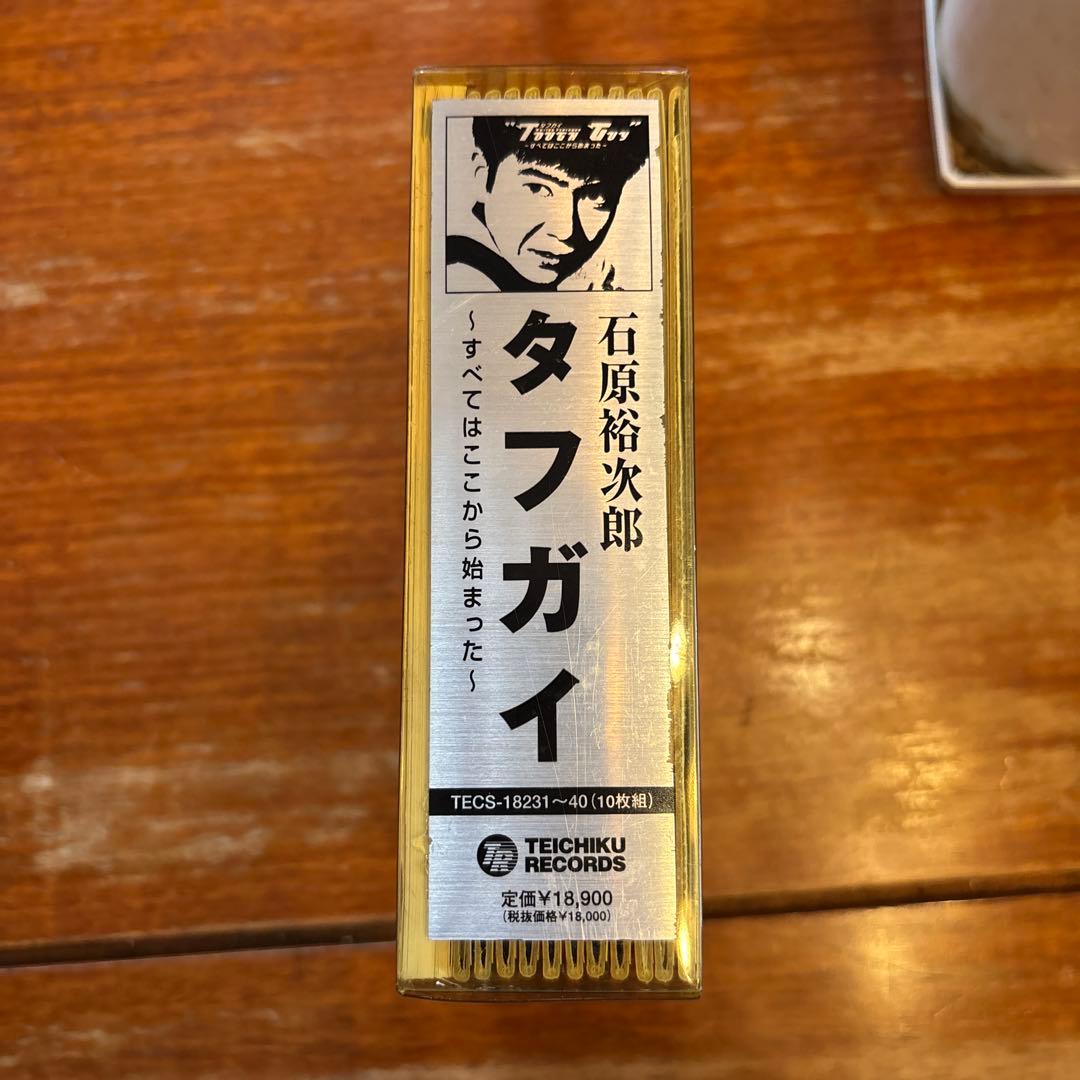 "TOUGH GUY"
～すべてはここから始まった～
石原裕次郎
タフガイ
～すべてはここから始まった～
TECS-18231～40（10枚組）
TR
TEICHIKU
RECORDS
定価￥18,900
（税抜価格￥18,000）